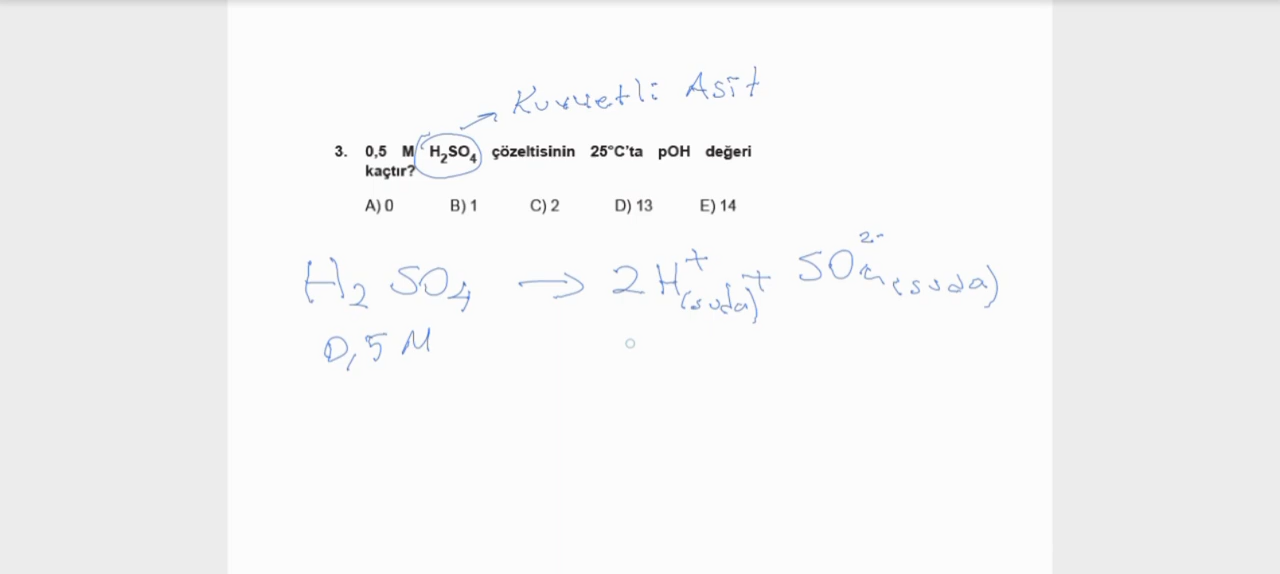 Kuvvetli Asit
3. 0,5 M H₂SO₄ çözeltisinin 25°C'ta pOH değeri
kaçtır?
A) 0 B) 1 C) 2 D) 13 E) 14
H₂SO₄ → 2H⁺(suda) + SO₄²⁻(suda)
0,5 M